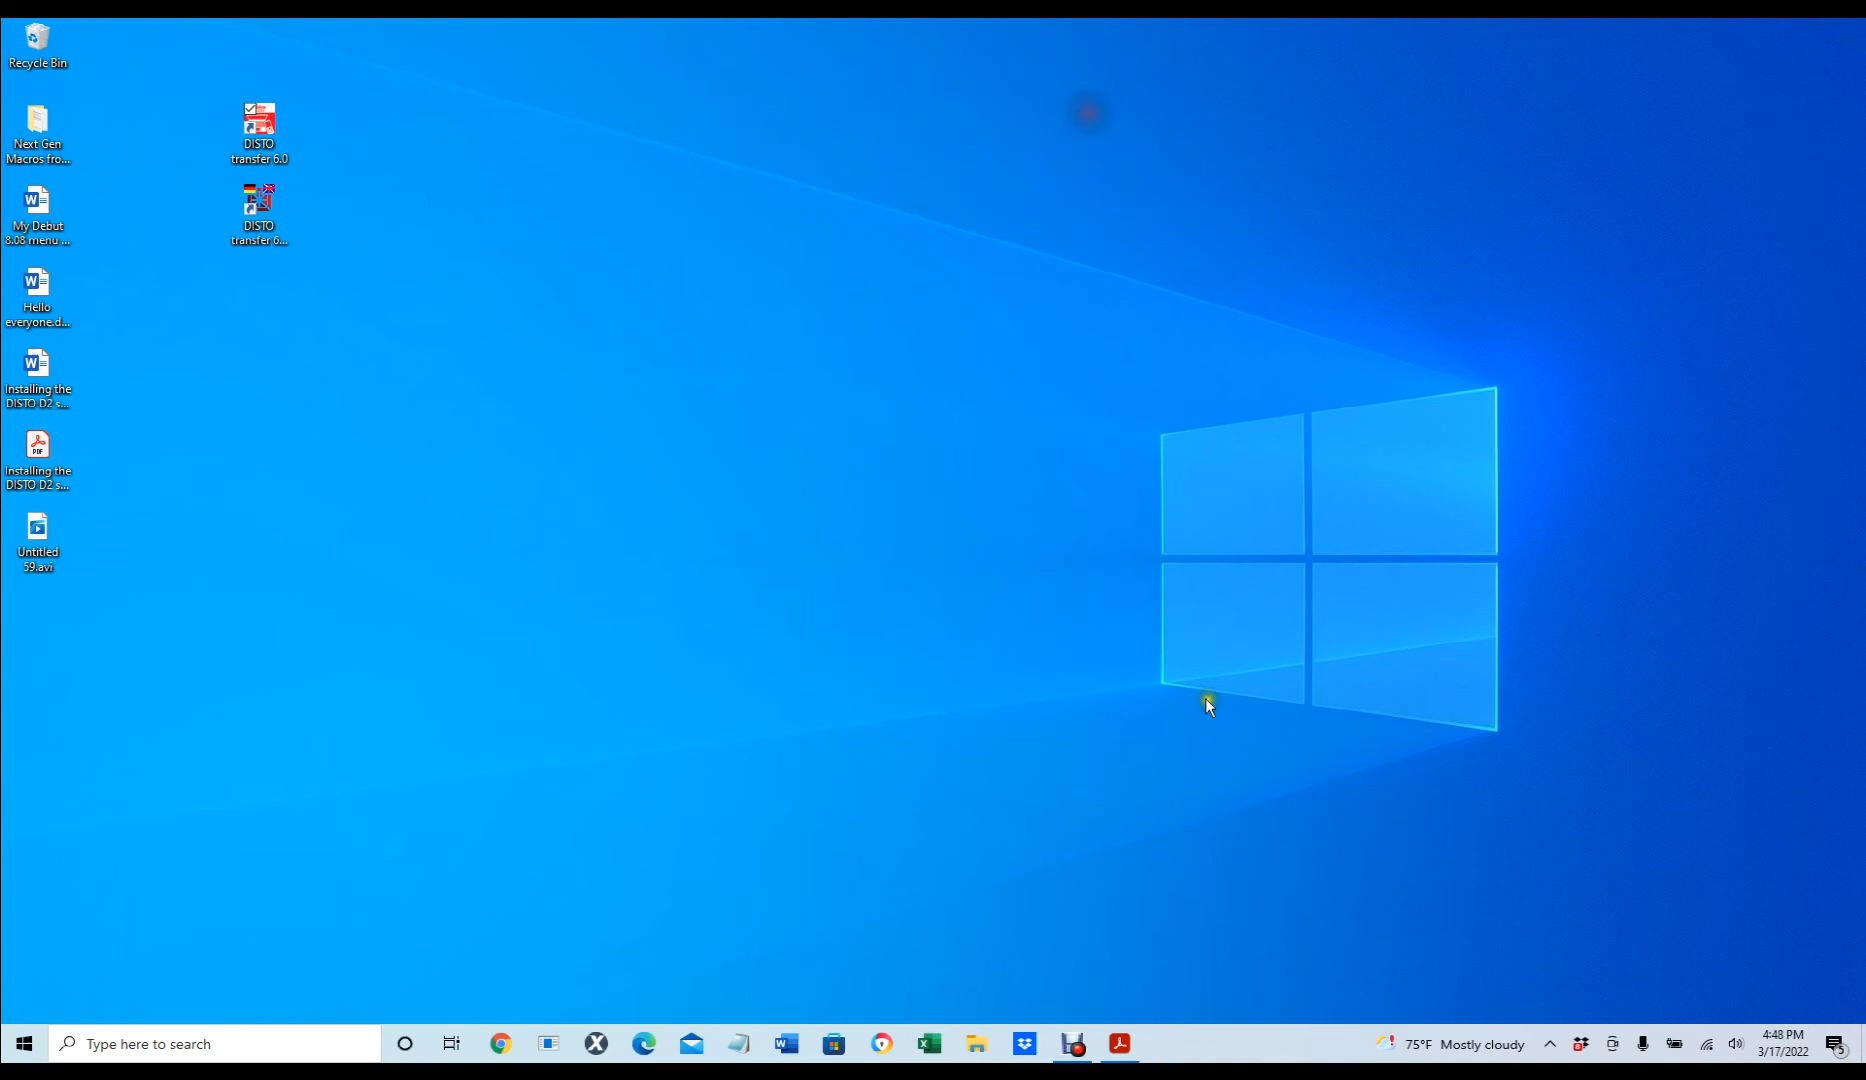 Recycle Bin
Next Gen
Macros fro...
My Debut
8.08 menu ...
Hello
everyone.d...
Installing the
DISTO D2 s...
Installing the
DISTO D2 s...
Untitled
59.avi
DISTO
transfer 6.0
DISTO
transfer 6...
Type here to search
75°F Mostly cloudy
4:48 PM
3/17/2022
5